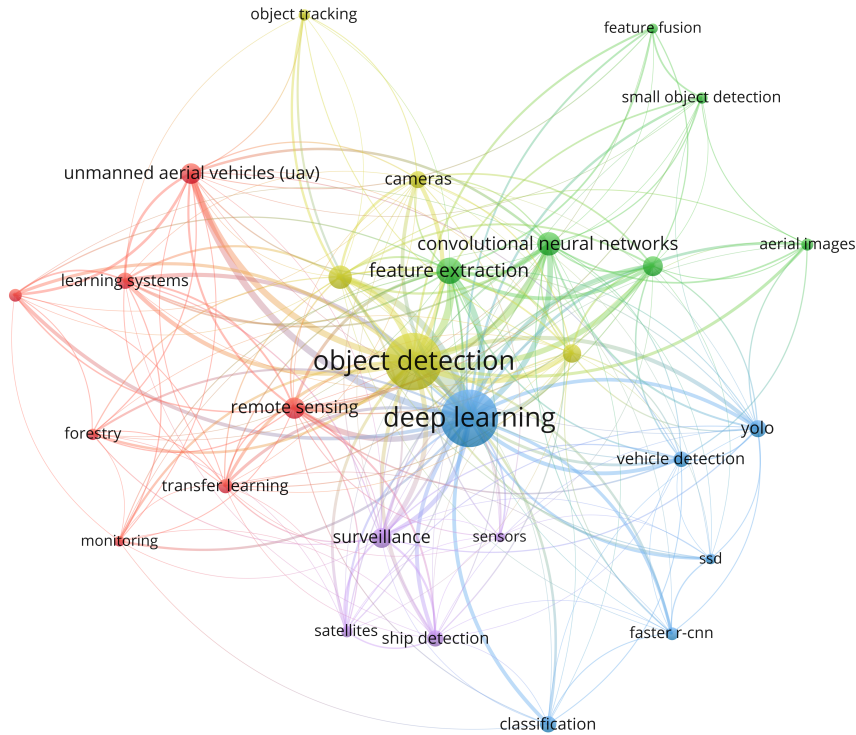 object tracking
feature fusion
small object detection
unmanned aerial vehicles (uav)
cameras
convolutional neural networks
aerial images
feature extraction
learning systems
object detection
remote sensing
deep learning
yolo
forestry
vehicle detection
transfer learning
surveillance
sensors
monitoring
ssd
satellites
ship detection
faster r-cnn
classification